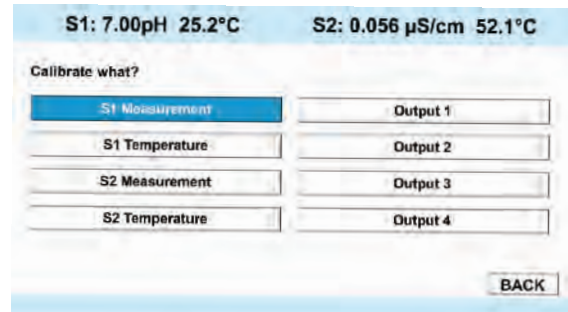 S1: 7.00pH 25.2°C S2: 0.056 µS/cm 52.1°C
Calibrate what?
S1 Measurement Output 1
S1 Temperature Output 2
S2 Measurement Output 3
S2 Temperature Output 4
BACK